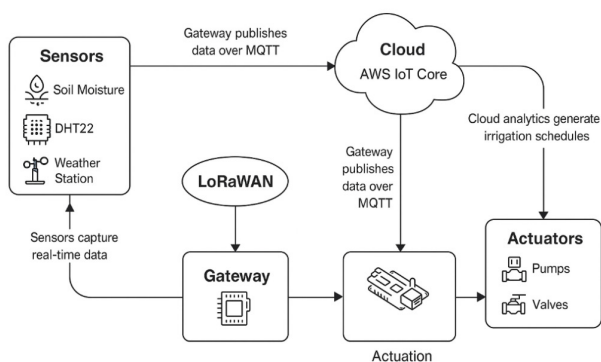 Sensors
Soil Moisture
DHT22
Weather
Station
Gateway publishes
data over MQTT
Cloud
AWS IoT Core
Cloud analytics generate
irrigation schedules
Gateway
publishes
data over
MQTT
LoRaWAN
Sensors capture
real-time data
Gateway
Actuation
Actuators
Pumps
Valves